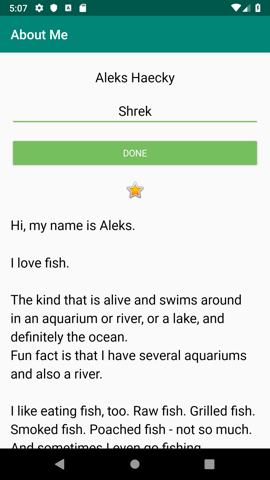 5:07
About Me
Aleks Haecky
Shrek
DONE
Hi, my name is Aleks.
I love fish.
The kind that is alive and swims around
in an aquarium or river, or a lake, and
definitely the ocean.
Fun fact is that I have several aquariums
and also a river.
I like eating fish, too. Raw fish. Grilled fish.
Smoked fish. Poached fish - not so much.
And sometimes I even go fishing.